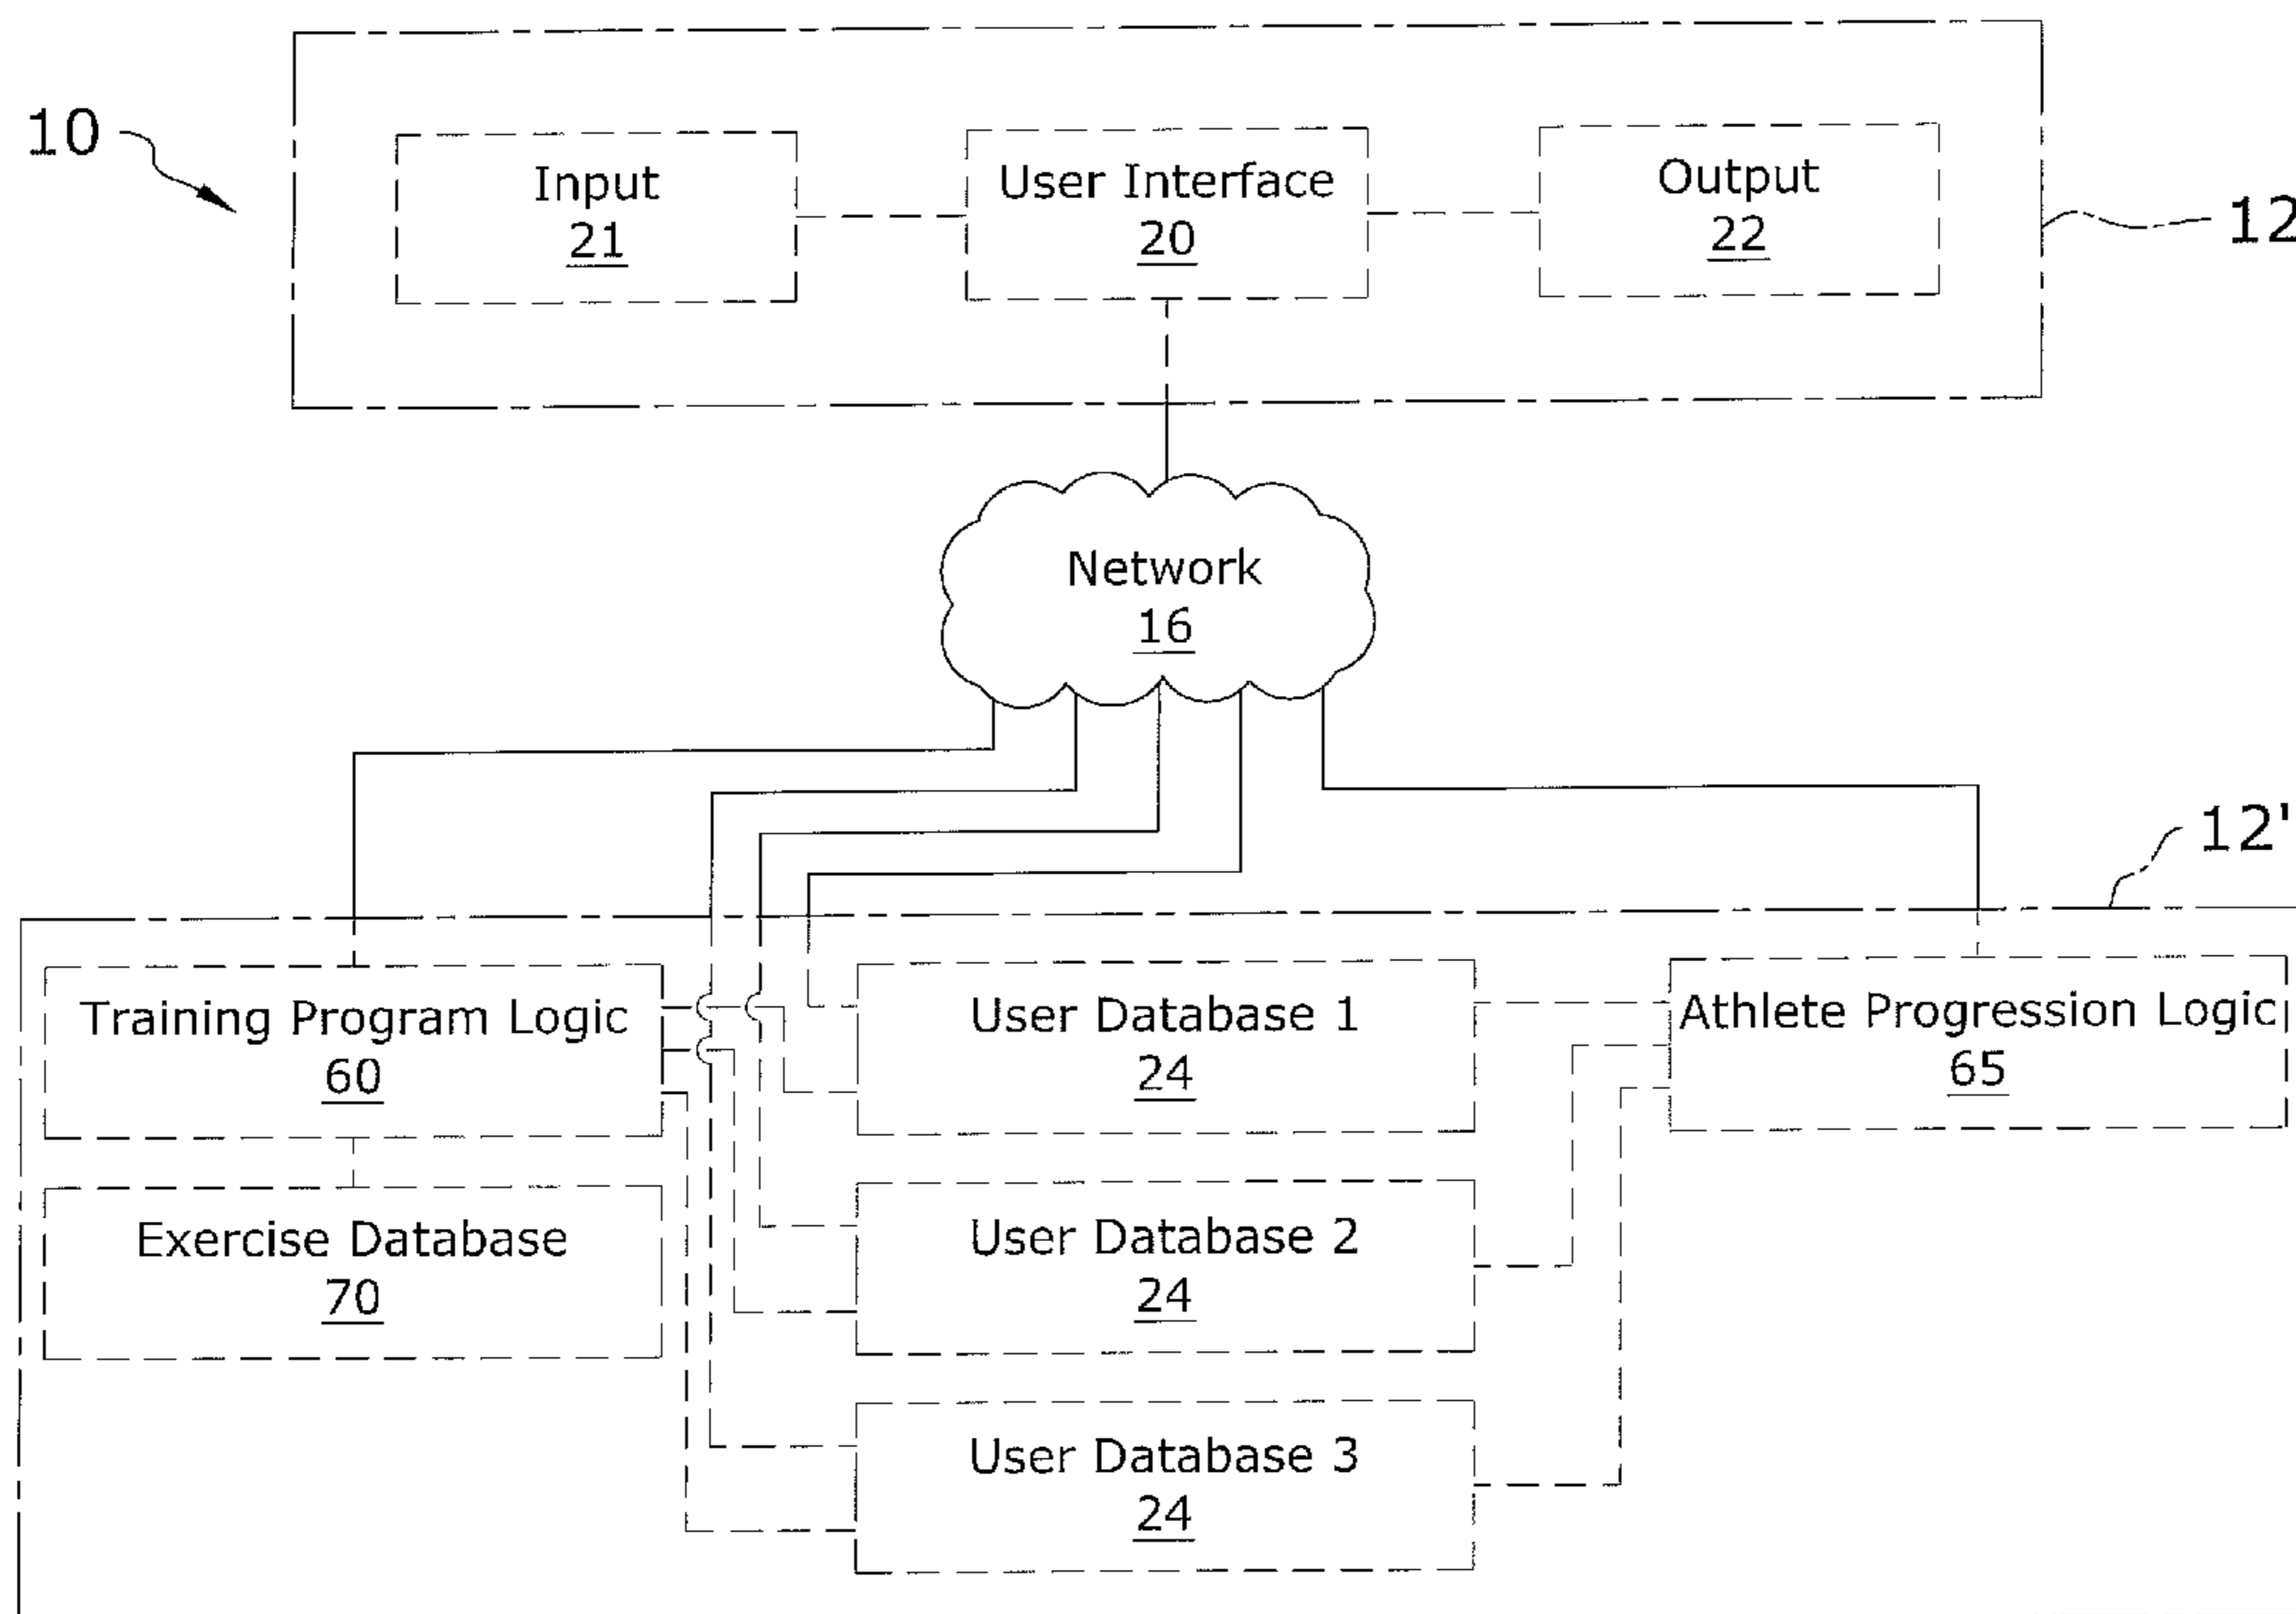 10
Input
21
User Interface
20
Output
22
12
Network
16
12'
Training Program Logic
60
User Database 1
24
Athlete Progression Logic
65
Exercise Database
70
User Database 2
24
User Database 3
24